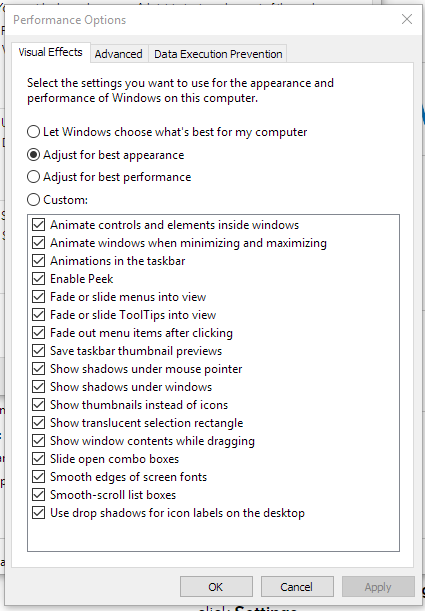 Performance Options
Visual Effects Advanced Data Execution Prevention
Select the settings you want to use for the appearance and
performance of Windows on this computer.
Let Windows choose what's best for my computer
Adjust for best appearance
Adjust for best performance
Custom:
Animate controls and elements inside windows
Animate windows when minimizing and maximizing
Animations in the taskbar
Enable Peek
Fade or slide menus into view
Fade or slide ToolTips into view
Fade out menu items after clicking
Save taskbar thumbnail previews
Show shadows under mouse pointer
Show shadows under windows
Show thumbnails instead of icons
Show translucent selection rectangle
Show window contents while dragging
Slide open combo boxes
Smooth edges of screen fonts
Smooth-scroll list boxes
Use drop shadows for icon labels on the desktop
OK Cancel Apply
click Settings